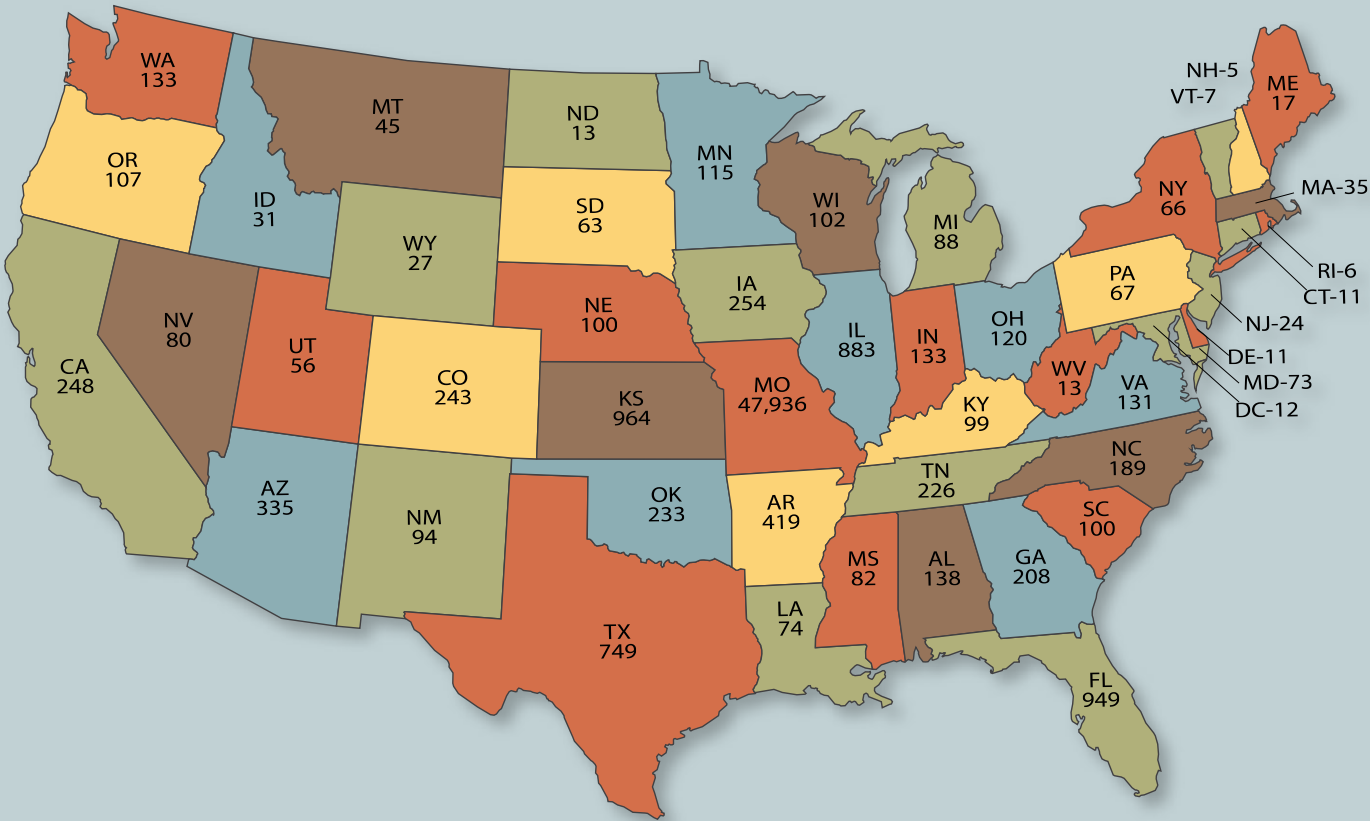 WA
133
OR
107
CA
248
NV
80
ID
31
MT
45
WY
27
UT
56
AZ
335
CO
243
NM
94
ND
13
SD
63
NE
100
KS
964
OK
233
TX
749
MN
115
IA
254
MO
47,936
AR
419
LA
74
WI
102
IL
883
MI
88
IN
133
OH
120
KY
99
TN
226
MS
82
AL
138
GA
208
FL
949
SC
100
NC
189
VA
131
WV
13
PA
67
NY
66
ME
17
NH-5
VT-7
MA-35
RI-6
CT-11
NJ-24
DE-11
MD-73
DC-12